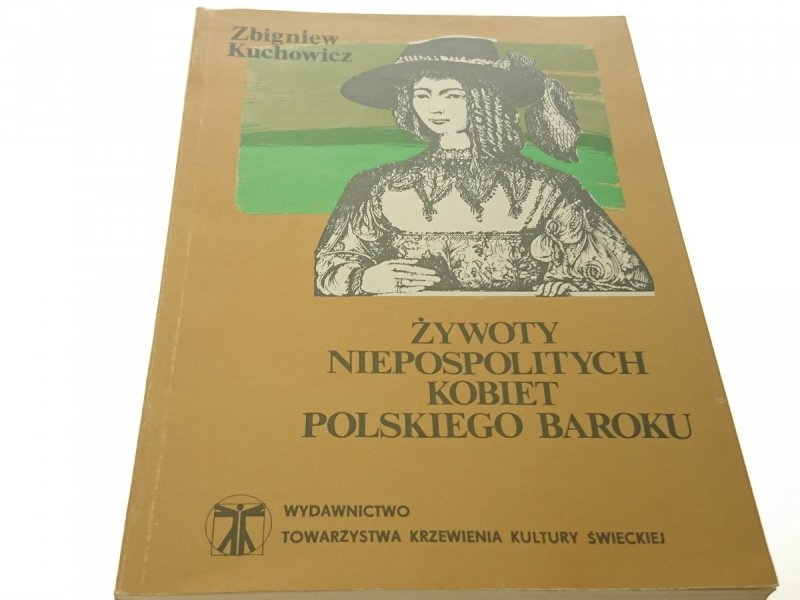 Zbigniew
Kuchowicz
ŻYWOTY
NIEPOSPOLITYCH
KOBIET
POLSKIEGO BAROKU
WYDAWNICTWO
TOWARZYSTWA KRZEWIENIA KULTURY ŚWIECKIEJ